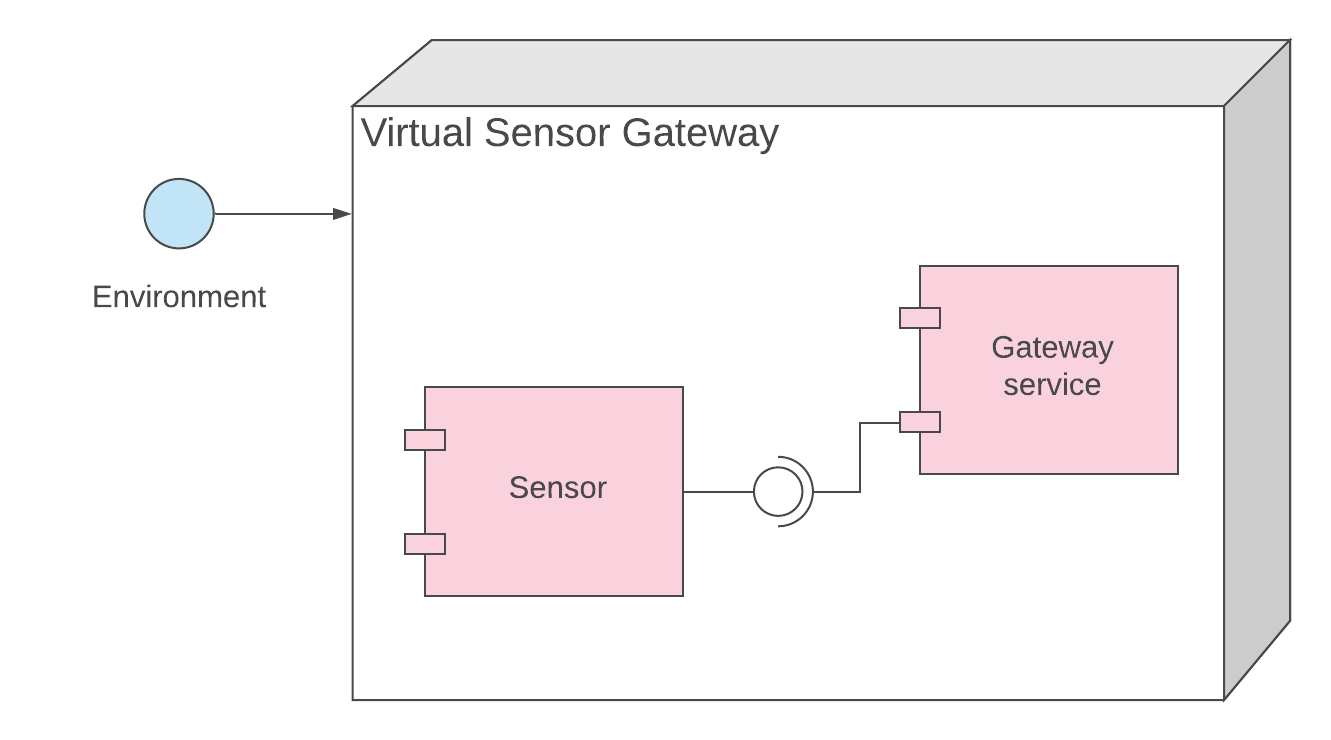 Virtual Sensor Gateway
Environment
Gateway
service
Sensor